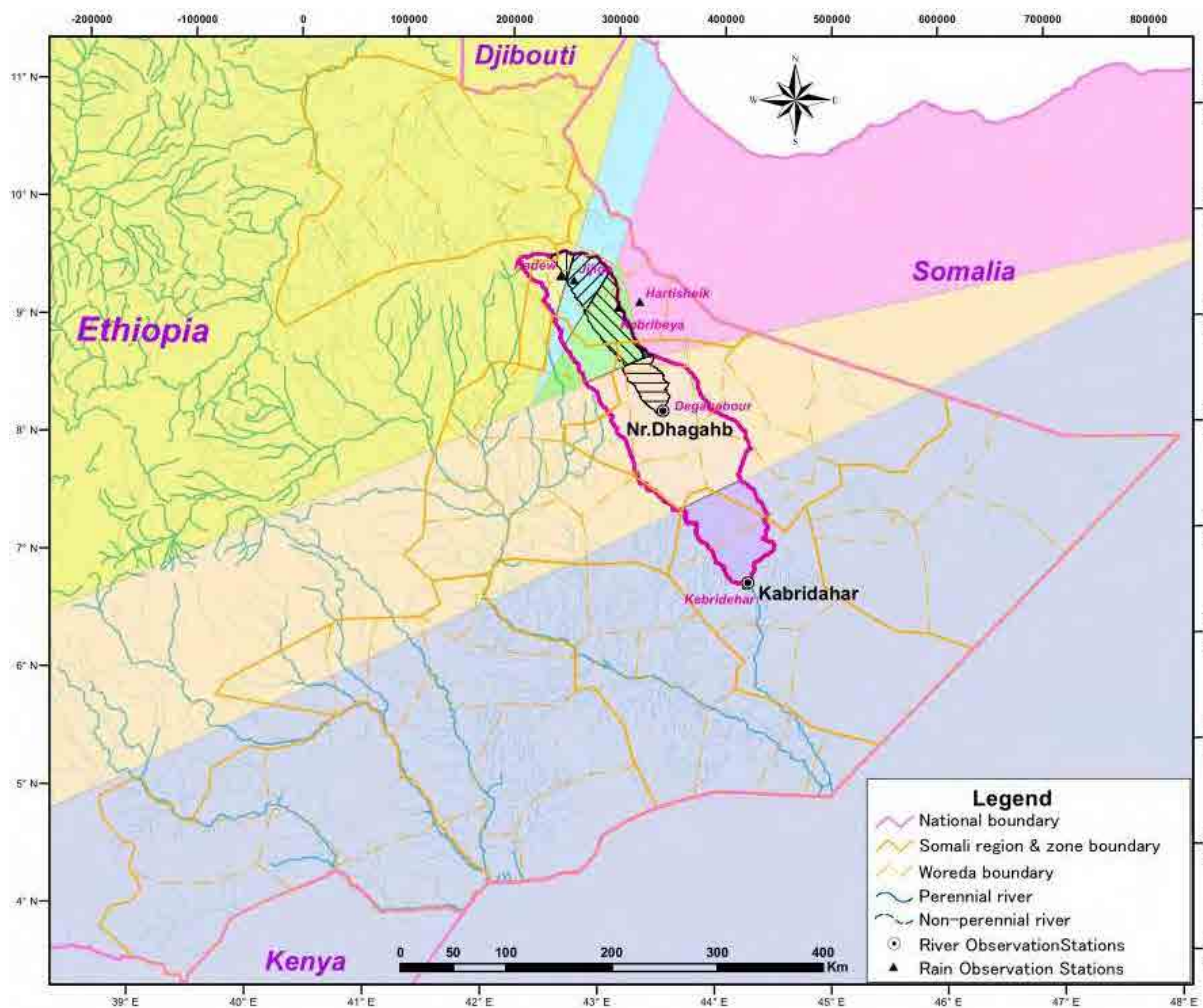 -200000 -100000 0 100000 200000 300000 400000 500000 600000 700000 800000
Djibouti
11° N
N
W E
S
10° N
Fadew
Jijiga
Somalia
Hartisheik
9° N
Ethiopia
Kebribeya
Degahabour
8° N
Nr.Dhagahb
7° N
Kabridahar
Kebridehar
6° N
5° N
Legend
National boundary
Somali region & zone boundary
Woreda boundary
Perennial river
Non-perennial river
River ObservationStations
Rain Observation Stations
4° N
Kenya
0 50 100 200 300 400
Km
39° E 40° E 41° E 42° E 43° E 44° E 45° E 46° E 47° E 48° E